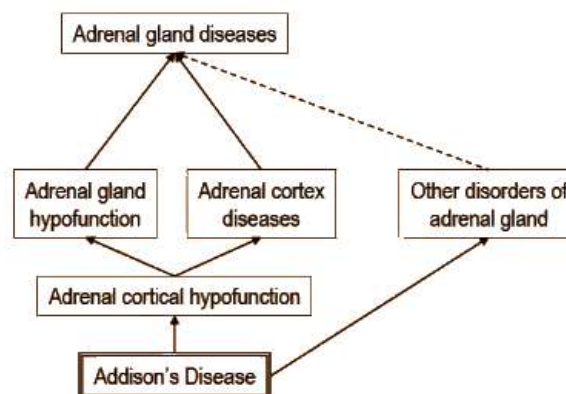 Adrenal gland diseases
Adrenal gland
hypofunction
Adrenal cortex
diseases
Other disorders of
adrenal gland
Adrenal cortical hypofunction
Addison's Disease